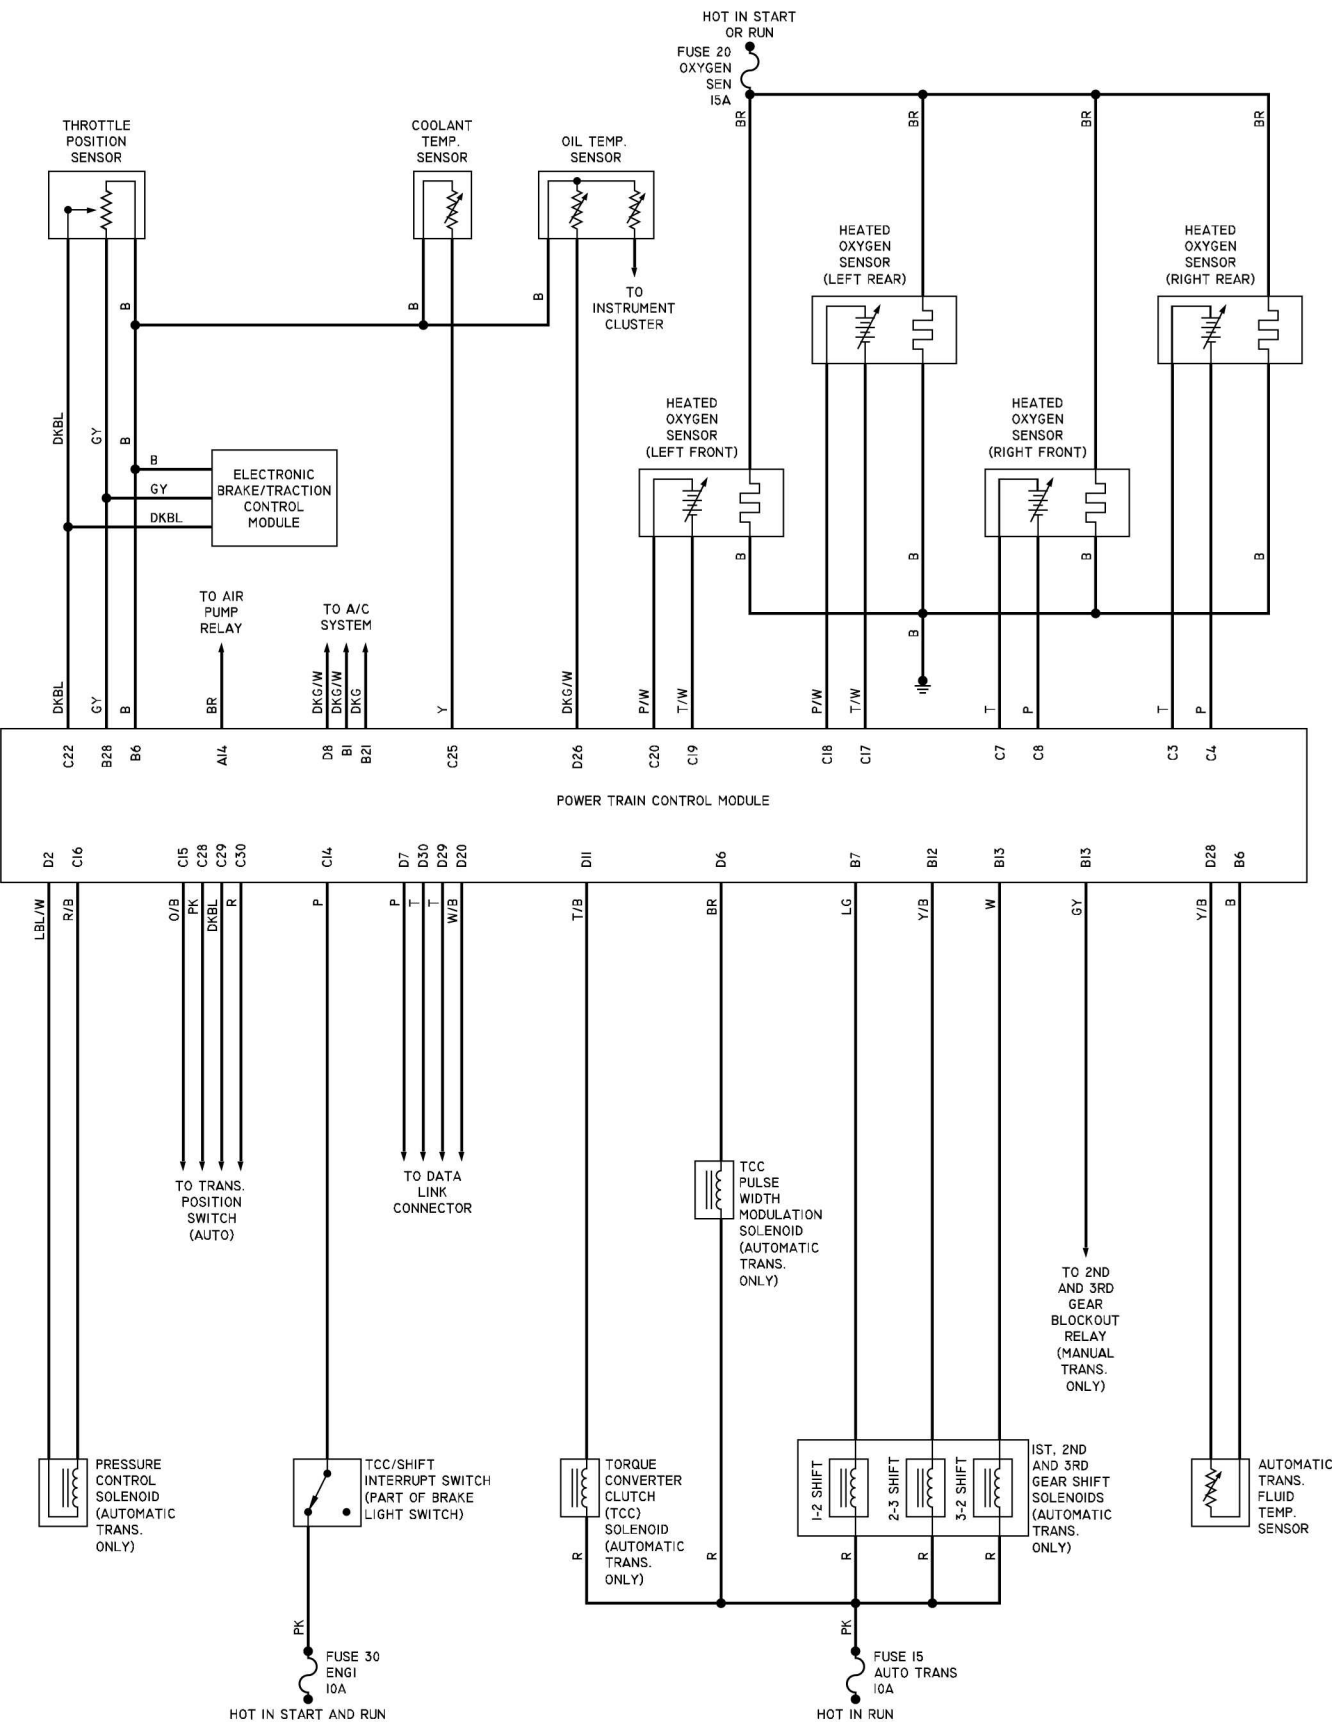 HOT IN START
OR RUN
FUSE 20
OXYGEN
SEN
15A
BR
BR
BR
BR
THROTTLE
POSITION
SENSOR
COOLANT
TEMP.
SENSOR
OIL TEMP.
SENSOR
HEATED
OXYGEN
SENSOR
(LEFT REAR)
HEATED
OXYGEN
SENSOR
(RIGHT REAR)
B
B
B
TO
INSTRUMENT
CLUSTER
HEATED
OXYGEN
SENSOR
(LEFT FRONT)
HEATED
OXYGEN
SENSOR
(RIGHT FRONT)
DKBL
GY
B
B
GY
DKBL
ELECTRONIC
BRAKE/TRACTION
CONTROL
MODULE
B
B
B
B
B
TO AIR
PUMP
RELAY
TO A/C
SYSTEM
DKBL
GY
B
BR
DKG/W
DKG/W
DKG
Y
DKG/W
P/W
T/W
P/W
T/W
T
P
T
P
C22
B28
B6
A14
D8
B1
B21
C25
D26
C20
C19
C18
C17
C7
C8
C3
C4
POWER TRAIN CONTROL MODULE
D2
C16
C15
C28
C29
C30
C14
D7
D30
D29
D20
D11
D6
B7
B12
B13
B13
D28
B6
LBL/W
R/B
O/B
PK
DKBL
R
P
P
T
T
W/B
T/B
BR
LG
Y/B
W
GY
Y/B
B
TO TRANS.
POSITION
SWITCH
(AUTO)
TO DATA
LINK
CONNECTOR
TCC
PULSE
WIDTH
MODULATION
SOLENOID
(AUTOMATIC
TRANS.
ONLY)
TO 2ND
AND 3RD
GEAR
BLOCKOUT
RELAY
(MANUAL
TRANS.
ONLY)
PRESSURE
CONTROL
SOLENOID
(AUTOMATIC
TRANS.
ONLY)
TCC/SHIFT
INTERRUPT SWITCH
(PART OF BRAKE
LIGHT SWITCH)
TORQUE
CONVERTER
CLUTCH
(TCC)
SOLENOID
(AUTOMATIC
TRANS.
ONLY)
1-2 SHIFT
2-3 SHIFT
3-2 SHIFT
1ST, 2ND
AND 3RD
GEAR SHIFT
SOLENOIDS
(AUTOMATIC
TRANS.
ONLY)
AUTOMATIC
TRANS.
FLUID
TEMP.
SENSOR
R
R
R
R
R
PK
PK
FUSE 30
ENG1
10A
HOT IN START AND RUN
FUSE 15
AUTO TRANS
10A
HOT IN RUN